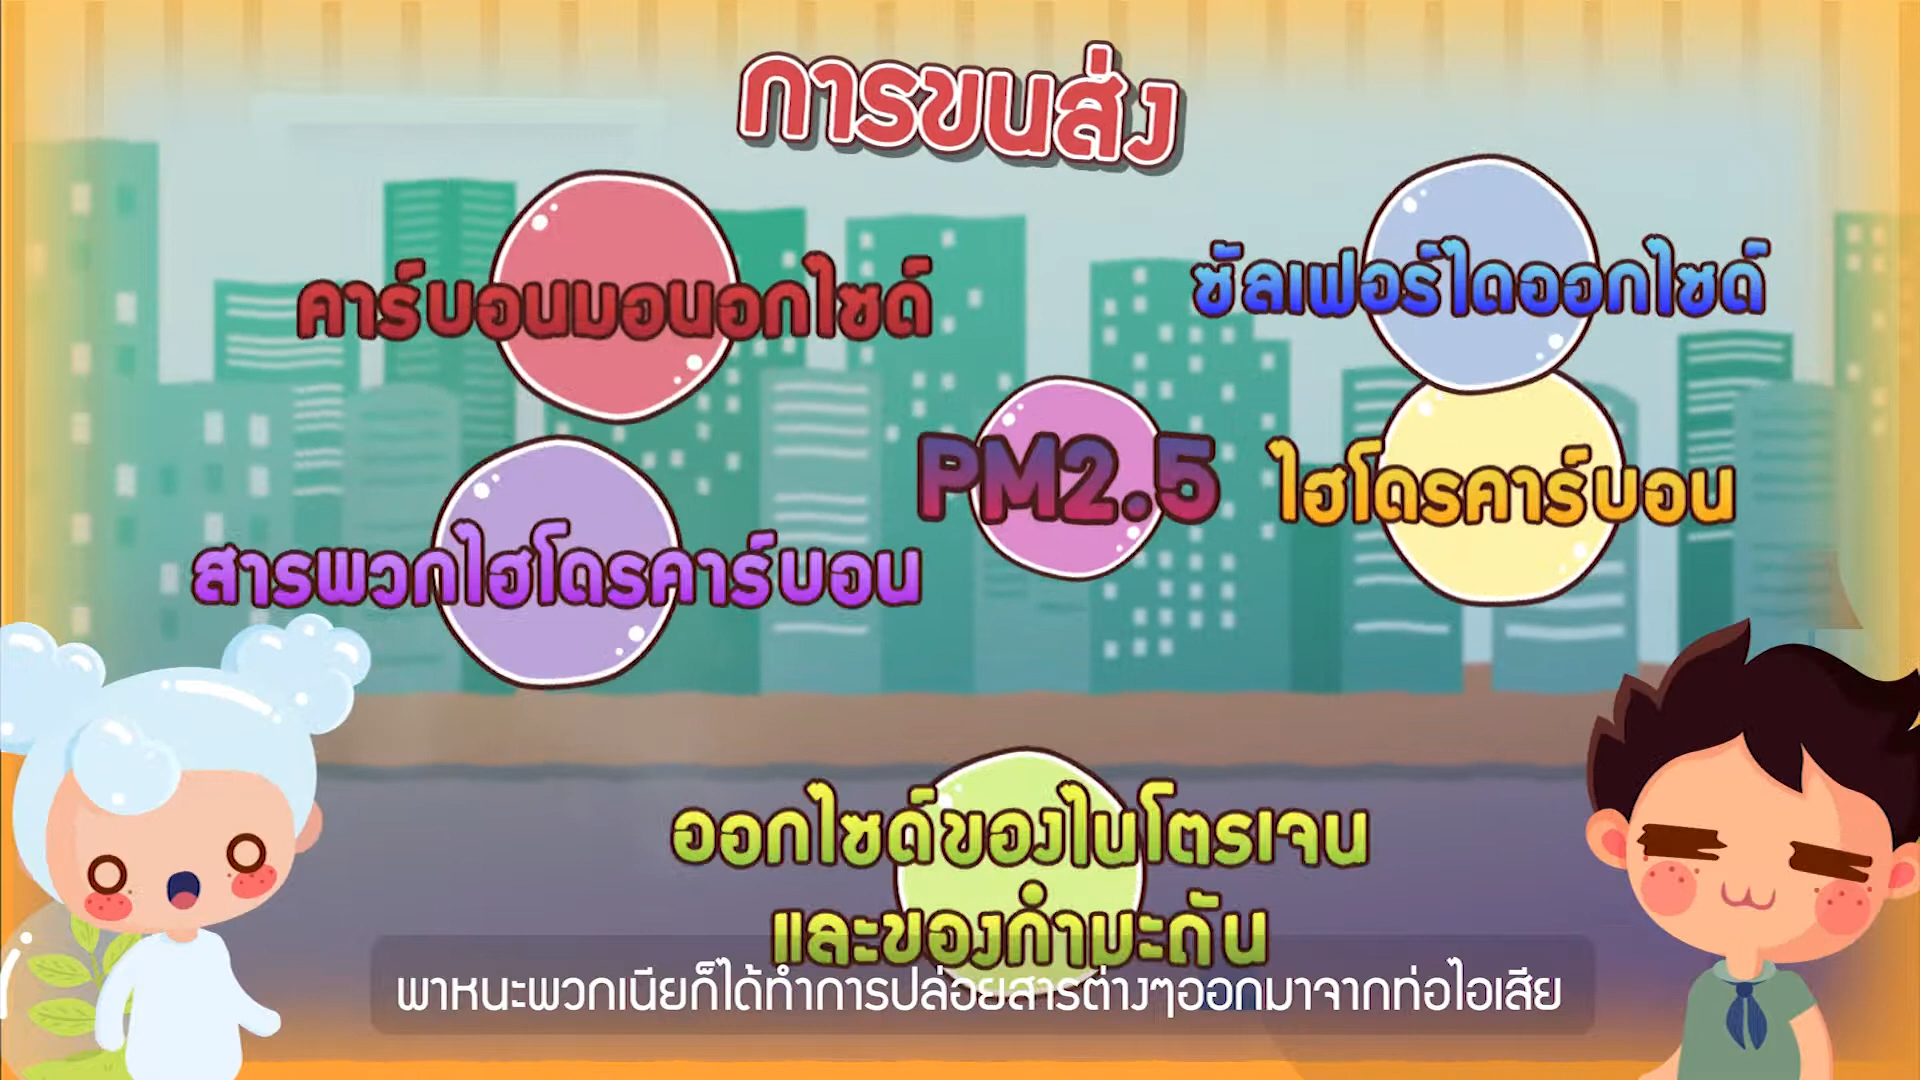 การขนส่ง
คาร์บอนมอนอกไซด์
ซัลเฟอร์ไดออกไซด์
PM2.5
ไฮโดรคาร์บอน
สารพวกไฮโดรคาร์บอน
ออกไซด์ของไนโตรเจน
และของกำมะถัน
พาหนะพวกเนียก็ได้ทำการปล่อยสารต่างๆออกมาจากท่อไอเสีย